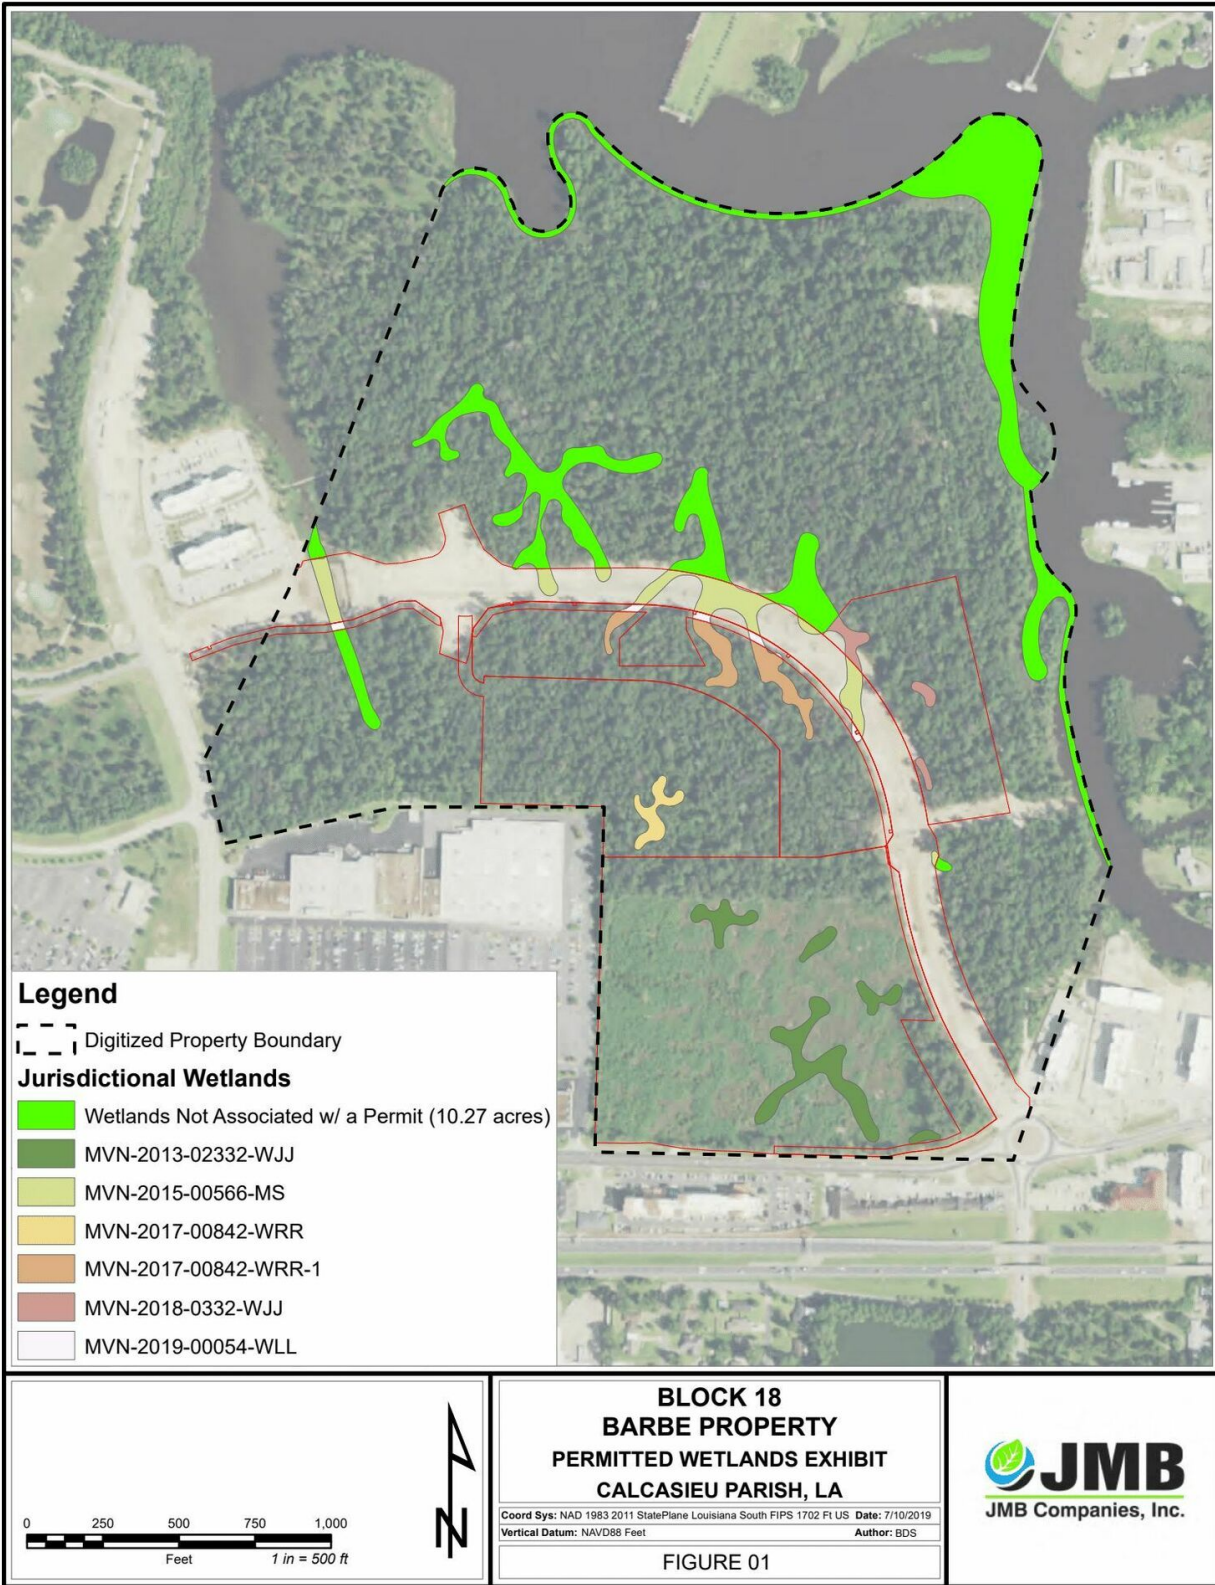 Legend
Digitized Property Boundary
Jurisdictional Wetlands
Wetlands Not Associated w/ a Permit (10.27 acres)
MVN-2013-02332-WJJ
MVN-2015-00566-MS
MVN-2017-00842-WRR
MVN-2017-00842-WRR-1
MVN-2018-0332-WJJ
MVN-2019-00054-WLL
0 250 500 750 1,000
Feet
1 in = 500 ft
N
BLOCK 18
BARBE PROPERTY
PERMITTED WETLANDS EXHIBIT
CALCASIEU PARISH, LA
Coord Sys: NAD 1983 2011 StatePlane Louisiana South FIPS 1702 Ft US Date: 7/10/2019
Vertical Datum: NAVD88 Feet Author: BDS
FIGURE 01
JMB
JMB Companies, Inc.